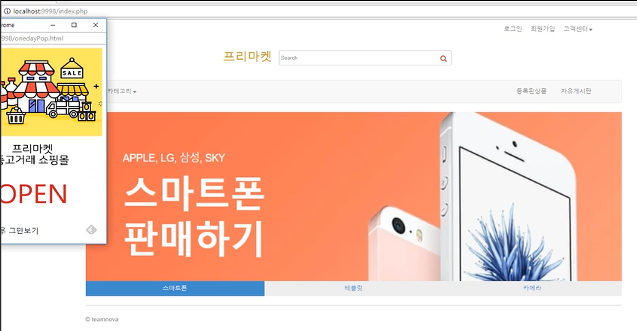 localhost:9998/index.php
ome
998/onedayPop.html
SALE
프리마켓
중고거래 쇼핑몰
OPEN
루 그만보기
로그인 회원가입 고객센터
프리마켓
Search
카테고리
등록된상품 자유게시판
APPLE, LG, 삼성, SKY
스마트폰
판매하기
스마트폰 태블릿 카메라
© teamnova